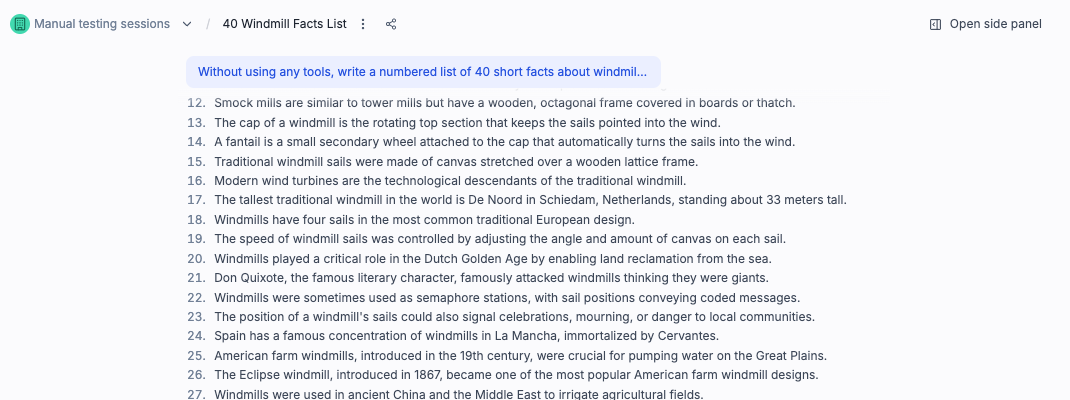 Manual testing sessions / 40 Windmill Facts List
Open side panel
Without using any tools, write a numbered list of 40 short facts about windmil...
12. Smock mills are similar to tower mills but have a wooden, octagonal frame covered in boards or thatch.
13. The cap of a windmill is the rotating top section that keeps the sails pointed into the wind.
14. A fantail is a small secondary wheel attached to the cap that automatically turns the sails into the wind.
15. Traditional windmill sails were made of canvas stretched over a wooden lattice frame.
16. Modern wind turbines are the technological descendants of the traditional windmill.
17. The tallest traditional windmill in the world is De Noord in Schiedam, Netherlands, standing about 33 meters tall.
18. Windmills have four sails in the most common traditional European design.
19. The speed of windmill sails was controlled by adjusting the angle and amount of canvas on each sail.
20. Windmills played a critical role in the Dutch Golden Age by enabling land reclamation from the sea.
21. Don Quixote, the famous literary character, famously attacked windmills thinking they were giants.
22. Windmills were sometimes used as semaphore stations, with sail positions conveying coded messages.
23. The position of a windmill's sails could also signal celebrations, mourning, or danger to local communities.
24. Spain has a famous concentration of windmills in La Mancha, immortalized by Cervantes.
25. American farm windmills, introduced in the 19th century, were crucial for pumping water on the Great Plains.
26. The Eclipse windmill, introduced in 1867, became one of the most popular American farm windmill designs.
27. Windmills were used in ancient China and the Middle East to irrigate agricultural fields.